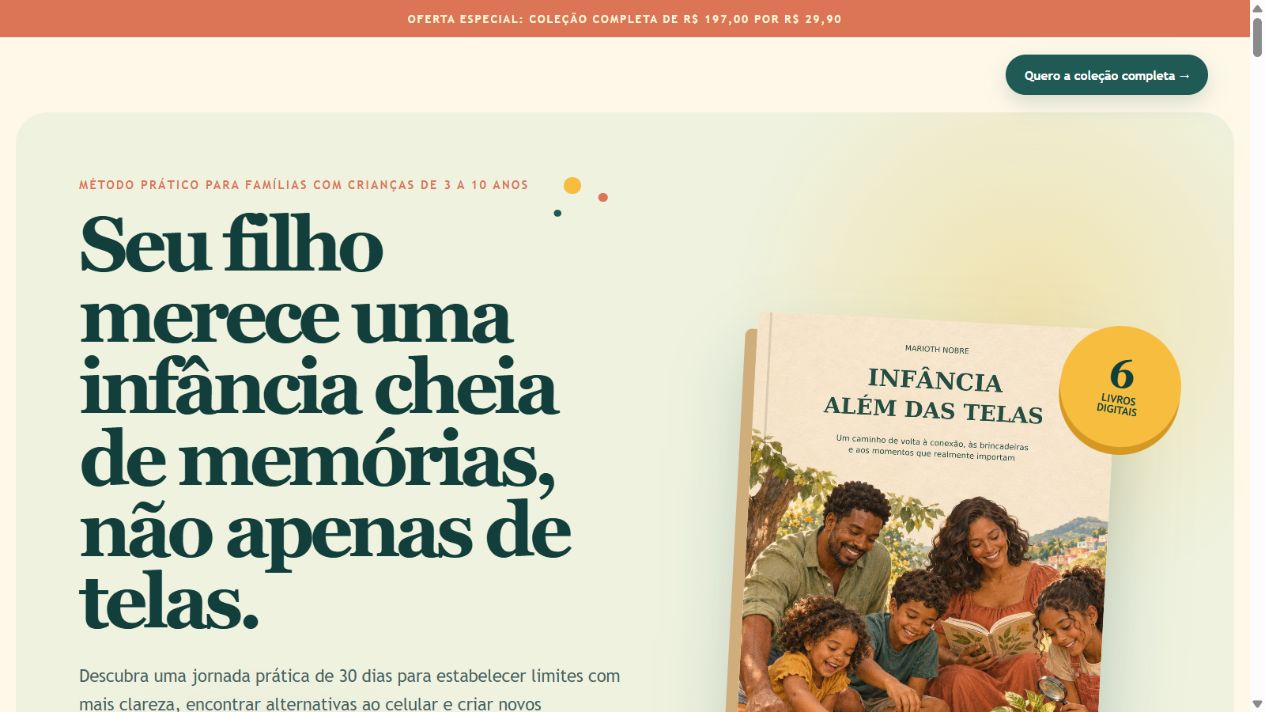 OFERTA ESPECIAL: COLEÇÃO COMPLETA DE R$ 197,00 POR R$ 29,90
Quero a coleção completa →
MÉTODO PRÁTICO PARA FAMÍLIAS COM CRIANÇAS DE 3 A 10 ANOS
Seu filho
merece uma
infância cheia
de memórias,
não apenas de
telas.
Descubra uma jornada prática de 30 dias para estabelecer limites com
mais clareza, encontrar alternativas ao celular e criar novos
MARIOTH NOBRE
INFÂNCIA
ALÉM DAS TELAS
Um caminho de volta à conexão, às brincadeiras
e aos momentos que realmente importam
6
LIVROS
DIGITAIS